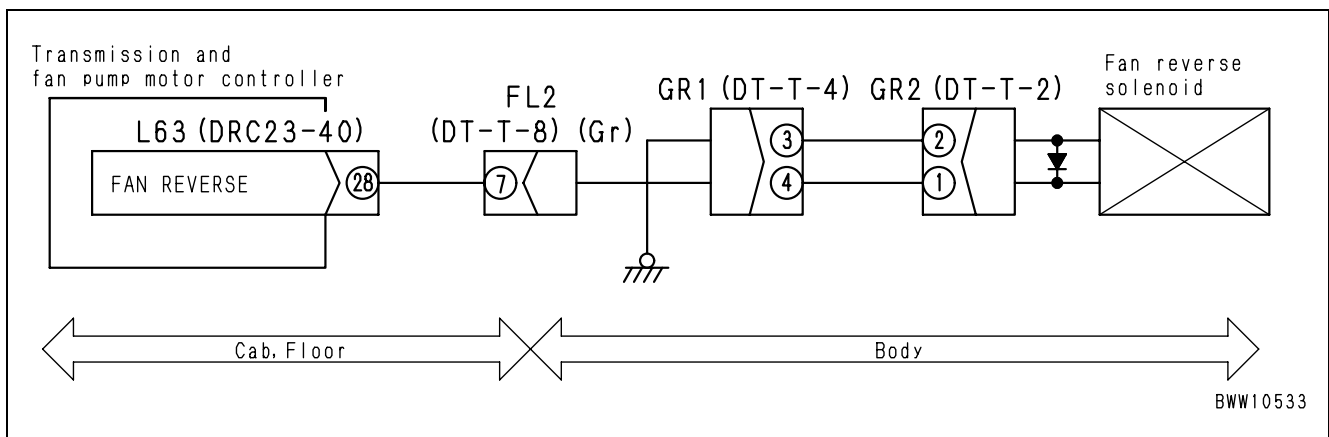 Transmission and
fan pump motor controller
L63 (DRC23-40)
FAN REVERSE
28
FL2
(DT-T-8) (Gr)
7
GR1 (DT-T-4)
3
4
GR2 (DT-T-2)
2
1
Fan reverse
solenoid
Cab, Floor
Body
BWW10533